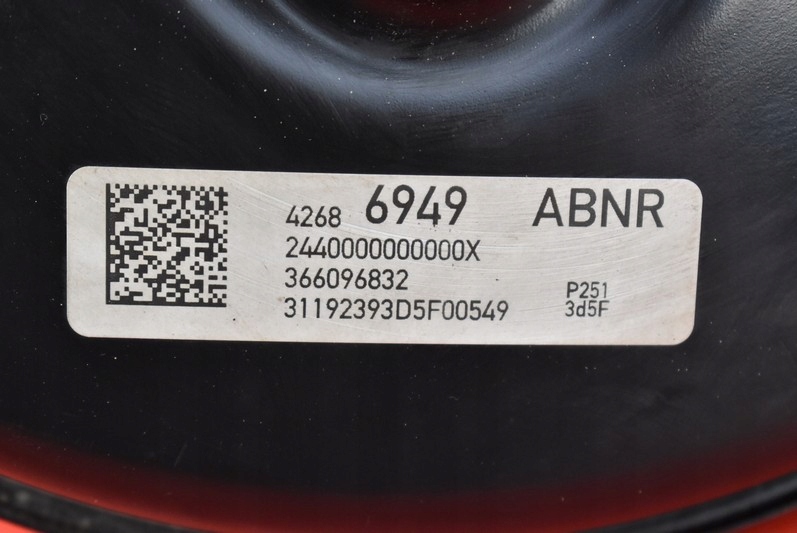 4268 6949 ABNR
2440000000000X
366096832
31192393D5F00549
P251
3d5F